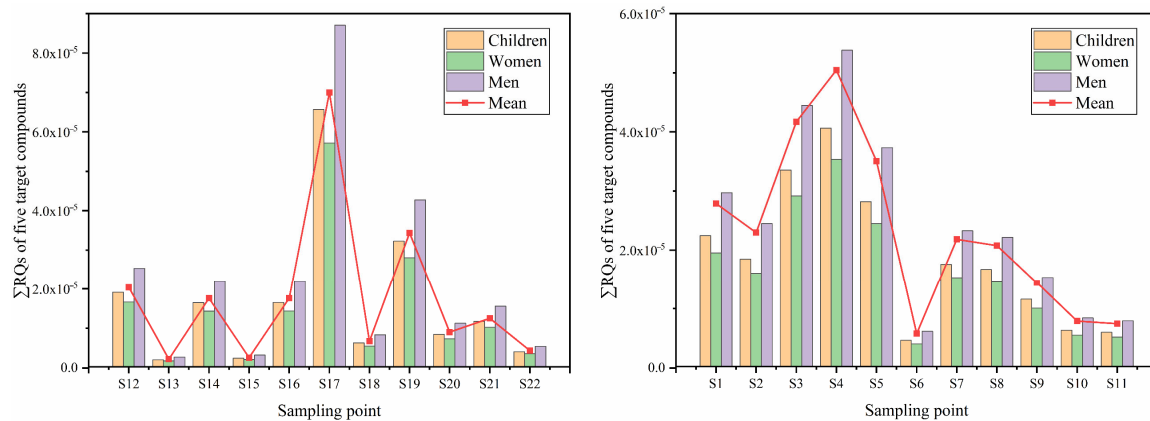 ∑RQs of five target compounds
8.0x10⁻⁵
6.0x10⁻⁵
4.0x10⁻⁵
2.0x10⁻⁵
0.0
Children
Women
Men
Mean
S12 S13 S14 S15 S16 S17 S18 S19 S20 S21 S22
Sampling point
∑RQs of five target compounds
6.0x10⁻⁵
4.0x10⁻⁵
2.0x10⁻⁵
0.0
Children
Women
Men
Mean
S1 S2 S3 S4 S5 S6 S7 S8 S9 S10 S11
Sampling point